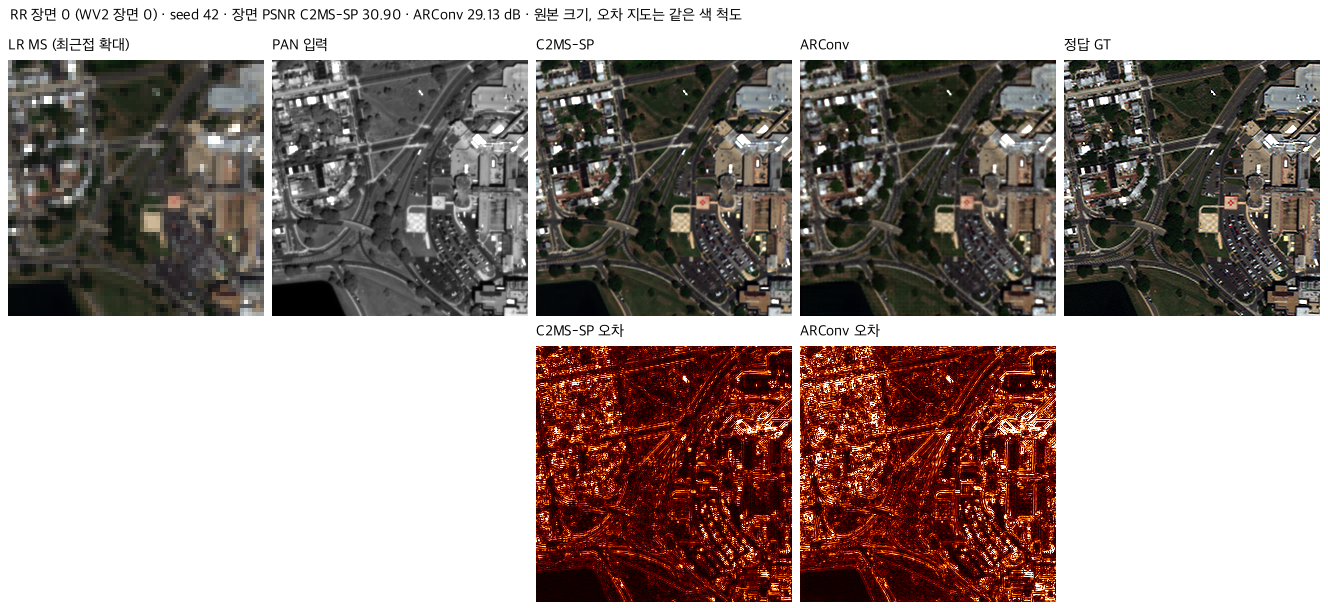 RR 장면 0 (WV2 장면 0) · seed 42 · 장면 PSNR C2MS-SP 30.90 · ARConv 29.13 dB · 원본 크기, 오차 지도는 같은 색 척도
LR MS (최근접 확대)
PAN 입력
C2MS-SP
ARConv
정답 GT
C2MS-SP 오차
ARConv 오차